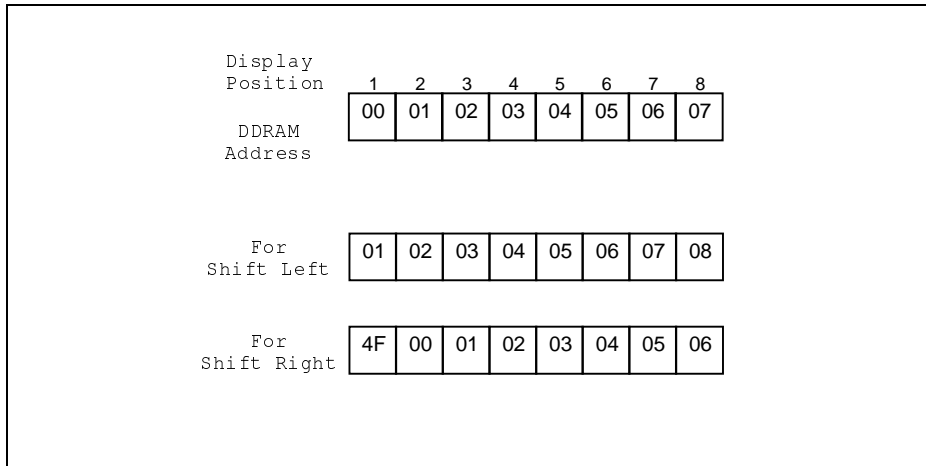 Display
Position
1 2 3 4 5 6 7 8
00 01 02 03 04 05 06 07
DDRAM
Address
For
Shift Left
01 02 03 04 05 06 07 08
For
Shift Right
4F 00 01 02 03 04 05 06